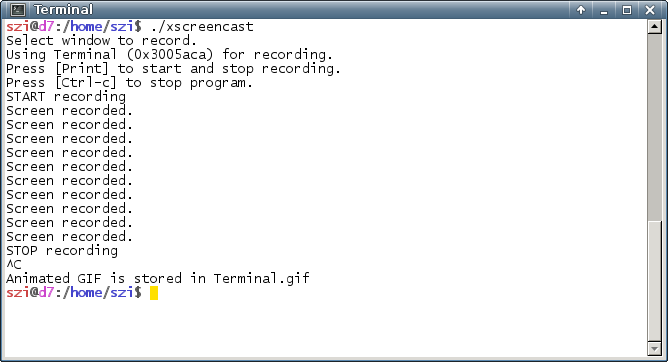 Terminal
szi@d7:/home/szi$ ./xscreencast
Select window to record.
Using Terminal (0x3005aca) for recording.
Press [Print] to start and stop recording.
Press [Ctrl-c] to stop program.
START recording
Screen recorded.
Screen recorded.
Screen recorded.
Screen recorded.
Screen recorded.
Screen recorded.
Screen recorded.
Screen recorded.
Screen recorded.
Screen recorded.
STOP recording
^C
Animated GIF is stored in Terminal.gif
szi@d7:/home/szi$